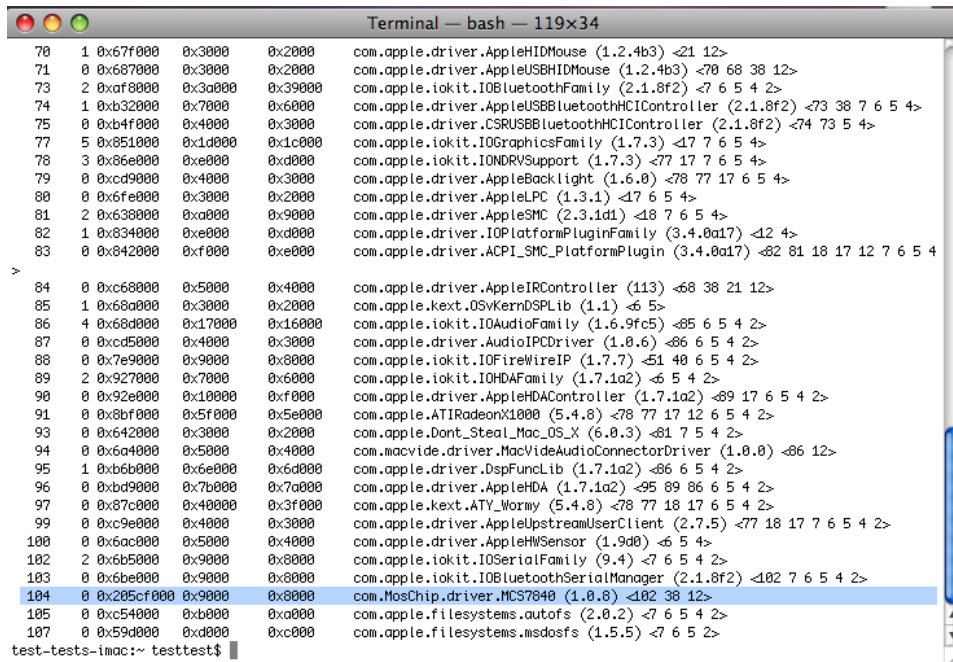 Terminal — bash — 119×34
70 1 0x67f000 0x3000 0x2000 com.apple.driver.AppleHIDMouse (1.2.4b3) <21 12>
71 0 0x687000 0x3000 0x2000 com.apple.driver.AppleUSBHIDMouse (1.2.4b3) <70 68 38 12>
73 2 0xaf8000 0x3a000 0x39000 com.apple.iokit.IOBluetoothFamily (2.1.8f2) <7 6 5 4 2>
74 1 0xb32000 0x7000 0x6000 com.apple.driver.AppleUSBBluetoothHCIController (2.1.8f2) <73 38 7 6 5 4>
75 0 0xb4f000 0x4000 0x3000 com.apple.driver.CSRUSBBluetoothHCIController (2.1.8f2) <74 73 5 4>
77 5 0x851000 0x1d000 0x1c000 com.apple.iokit.IOGraphicsFamily (1.7.3) <17 7 6 5 4>
78 3 0x86e000 0xe000 0xd000 com.apple.iokit.IONDRVSupport (1.7.3) <77 17 7 6 5 4>
79 0 0xcd9000 0x4000 0x3000 com.apple.driver.AppleBacklight (1.6.0) <78 77 17 6 5 4>
80 0 0x6fe000 0x3000 0x2000 com.apple.driver.AppleLPC (1.3.1) <17 6 5 4>
81 2 0x638000 0xa000 0x9000 com.apple.driver.AppleSMC (2.3.1d1) <18 7 6 5 4>
82 1 0x834000 0xe000 0xd000 com.apple.driver.IOPlatformPluginFamily (3.4.0a17) <12 4>
83 0 0x842000 0xf000 0xe000 com.apple.driver.ACPI_SMC_PlatformPlugin (3.4.0a17) <82 81 18 17 12 7 6 5 4
>
84 0 0xc68000 0x5000 0x4000 com.apple.driver.AppleIRController (113) <68 38 21 12>
85 1 0x68a000 0x3000 0x2000 com.apple.kext.OSvKernDSPLib (1.1) <6 5>
86 4 0x68d000 0x17000 0x16000 com.apple.iokit.IOAudioFamily (1.6.9fc5) <85 6 5 4 2>
87 0 0xcd5000 0x4000 0x3000 com.apple.driver.AudioIPCDriver (1.0.6) <86 6 5 4 2>
88 0 0x7e9000 0x9000 0x8000 com.apple.iokit.IOFireWireIP (1.7.7) <51 40 6 5 4 2>
89 2 0x927000 0x7000 0x6000 com.apple.iokit.IOHDAFamily (1.7.1a2) <6 5 4 2>
90 0 0x92e000 0x10000 0xf000 com.apple.driver.AppleHDAController (1.7.1a2) <89 17 6 5 4 2>
91 0 0x8bf000 0x5f000 0x5e000 com.apple.ATIRadeonX1000 (5.4.8) <78 77 17 12 6 5 4 2>
93 0 0x642000 0x3000 0x2000 com.apple.Dont_Steal_Mac_OS_X (6.0.3) <81 7 5 4 2>
94 0 0x6a4000 0x5000 0x4000 com.macvide.driver.MacVideAudioConnectorDriver (1.0.0) <86 12>
95 1 0xb6b000 0x6e000 0x6d000 com.apple.driver.DspFuncLib (1.7.1a2) <86 6 5 4 2>
96 0 0xbd9000 0x7b000 0x7a000 com.apple.driver.AppleHDA (1.7.1a2) <95 89 86 6 5 4 2>
97 0 0x87c000 0x40000 0x3f000 com.apple.kext.ATY_Wormy (5.4.8) <78 77 18 17 6 5 4 2>
99 0 0xc9e000 0x4000 0x3000 com.apple.driver.AppleUpstreamUserClient (2.7.5) <77 18 17 7 6 5 4 2>
100 0 0x6ac000 0x5000 0x4000 com.apple.driver.AppleHWSensor (1.9d0) <6 5 4>
102 2 0x6b5000 0x9000 0x8000 com.apple.iokit.IOSerialFamily (9.4) <7 6 5 4 2>
103 0 0x6be000 0x9000 0x8000 com.apple.iokit.IOBluetoothSerialManager (2.1.8f2) <102 7 6 5 4 2>
104 0 0x205cf000 0x9000 0x8000 com.MosChip.driver.MCS7840 (1.0.8) <102 38 12>
105 0 0xc54000 0xb000 0xa000 com.apple.filesystems.autofs (2.0.2) <7 6 5 4 2>
107 0 0x59d000 0xd000 0xc000 com.apple.filesystems.msdosfs (1.5.5) <7 6 5 2>
test-tests-imac:~ testtest$